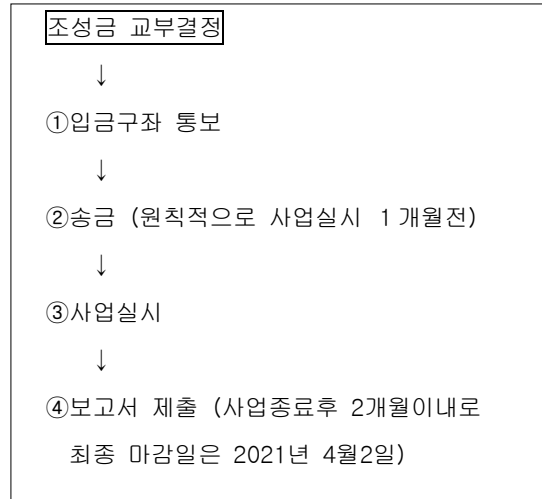 조성금 교부결정
↓
①입금구좌 통보
↓
②송금 (원칙적으로 사업실시 1개월전)
↓
③사업실시
↓
④보고서 제출 (사업종료후 2개월이내로
최종 마감일은 2021년 4월2일)